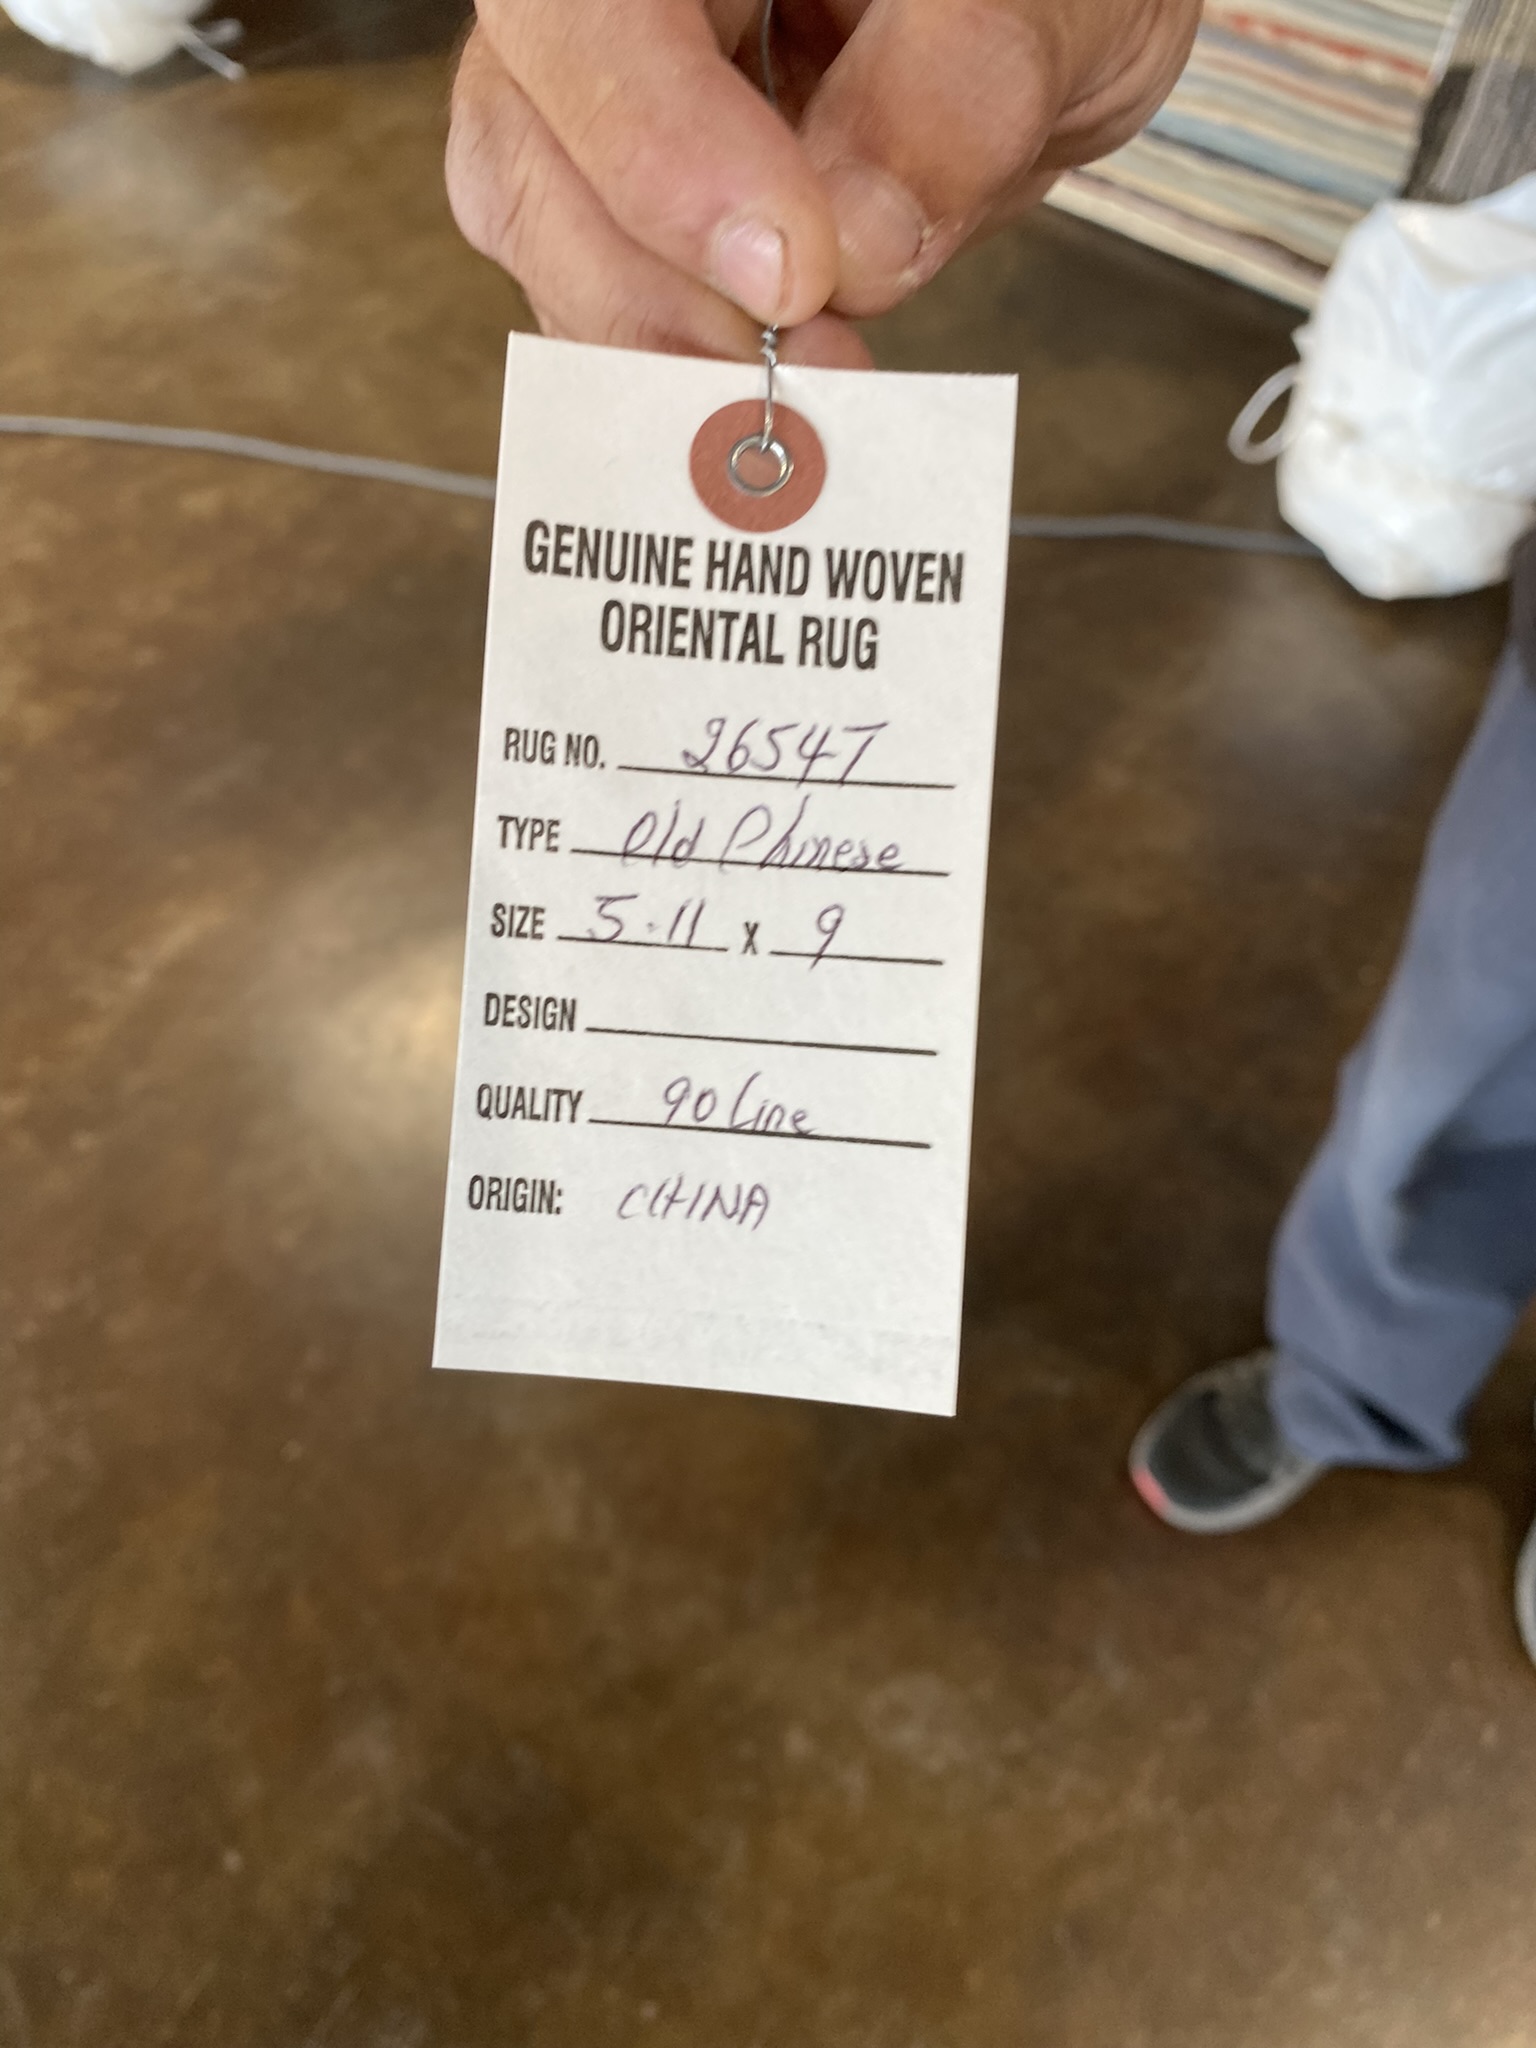 GENUINE HAND WOVEN
ORIENTAL RUG
RUG NO. 26547
TYPE Old Chinese
SIZE 5.11 x 9
DESIGN
QUALITY 90 Line
ORIGIN: CHINA